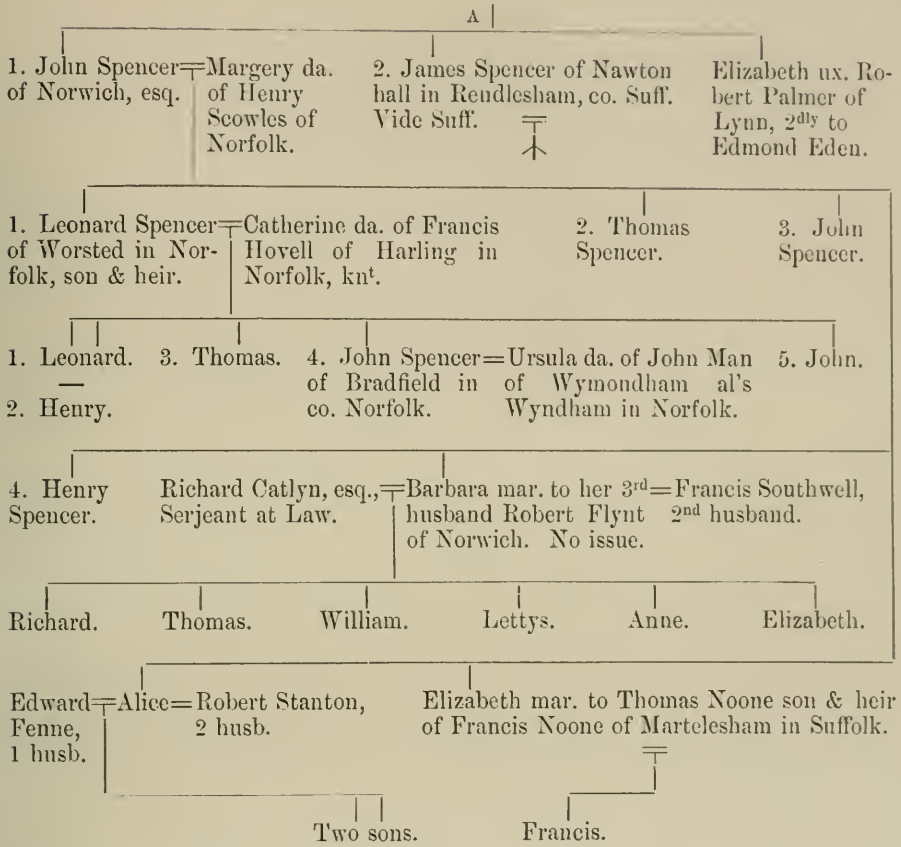 A
1. John Spencer=Margery da.
of Norwich, esq. of Henry
Scowles of
Norfolk.
2. James Spencer of Nawton
hall in Rendlesham, co. Suff.
Vide Suff.
Elizabeth ux. Ro-
bert Palmer of
Lynn, 2dly to
Edmond Eden.
1. Leonard Spencer=Catherine da. of Francis
of Worsted in Nor- Hovell of Harling in
folk, son & heir. Norfolk, knt.
2. Thomas
Spencer.
3. John
Spencer.
1. Leonard.
—
2. Henry.
3. Thomas.
4. John Spencer=Ursula da. of John Man
of Bradfield in of Wymondham al's
co. Norfolk. Wyndham in Norfolk.
5. John.
4. Henry
Spencer.
Richard Catlyn, esq.,=Barbara mar. to her 3rd=Francis Southwell,
Serjeant at Law. husband Robert Flynt 2nd husband.
of Norwich. No issue.
Richard. Thomas. William. Lettys. Anne. Elizabeth.
Edward=Alice=Robert Stanton,
Fenne, 2 husb.
1 husb.
Elizabeth mar. to Thomas Noone son & heir
of Francis Noone of Martelesham in Suffolk.
Two sons. Francis.